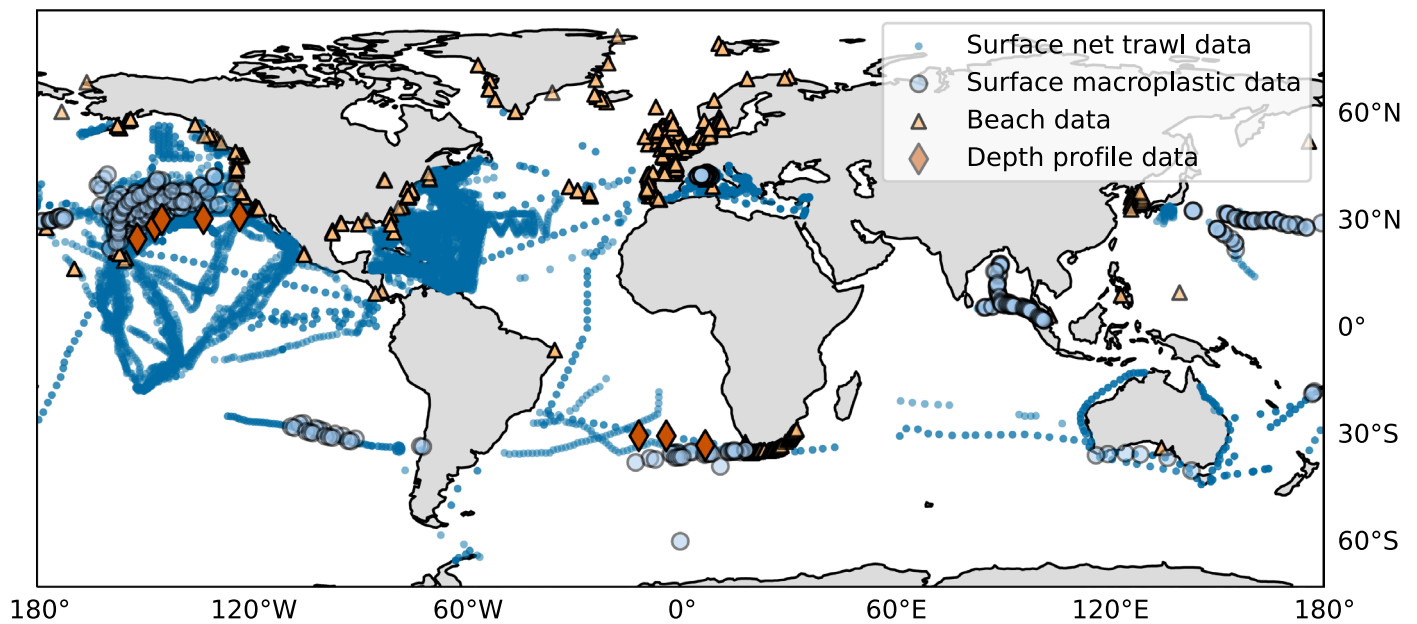 Surface net trawl data
Surface macroplastic data
Beach data
Depth profile data
60°N
30°N
0°
30°S
60°S
180° 120°W 60°W 0° 60°E 120°E 180°